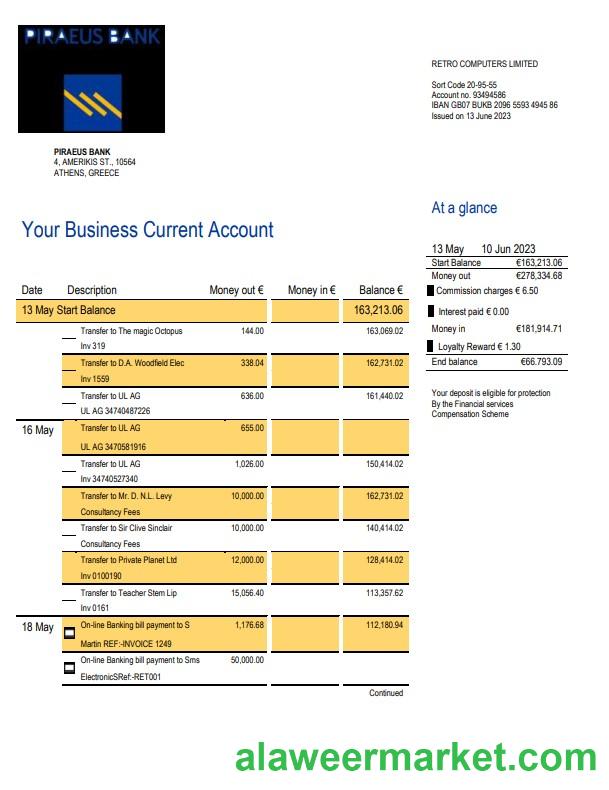 PIRAEUS BANK
RETRO COMPUTERS LIMITED
Sort Code 20-95-55
Account no. 93494586
IBAN GB07 BUKB 2096 5593 4945 86
Issued on 13 June 2023
PIRAEUS BANK
4, AMERIKIS ST., 10564
ATHENS, GREECE
At a glance
Your Business Current Account
13 May 10 Jun 2023
Start Balance €163,213.06
Money out €278,334.68
Commission charges € 6.50
Interest paid € 0.00
Money in €181,914.71
Loyalty Reward € 1.30
End balance €66.793.09
Your deposit is eligible for protection
By the Financial services
Compensation Scheme
Date Description Money out € Money in € Balance €
13 May Start Balance 163,213.06
Transfer to The magic Octopus 144.00 163,069.02
Inv 319
Transfer to D.A. Woodfield Elec 338.04 162,731.02
Inv 1559
Transfer to UL AG 636.00 161,440.02
UL AG 34740487226
16 May Transfer to UL AG 655.00
UL AG 3470581916
Transfer to UL AG 1,026.00 150,414.02
Inv 34740527340
Transfer to Mr. D. N.L. Levy 10,000.00 162,731.02
Consultancy Fees
Transfer to Sir Clive Sinclair 10,000.00 140,414.02
Consultancy Fees
Transfer to Private Planet Ltd 12,000.00 128,414.02
Inv 0100190
Transfer to Teacher Stem Lip 15,056.40 113,357.62
Inv 0161
18 May On-line Banking bill payment to S 1,176.68 112,180.94
Martin REF:-INVOICE 1249
On-line Banking bill payment to Sms 50,000.00
ElectronicSRef:-RET001
Continued
alaweermarket.com